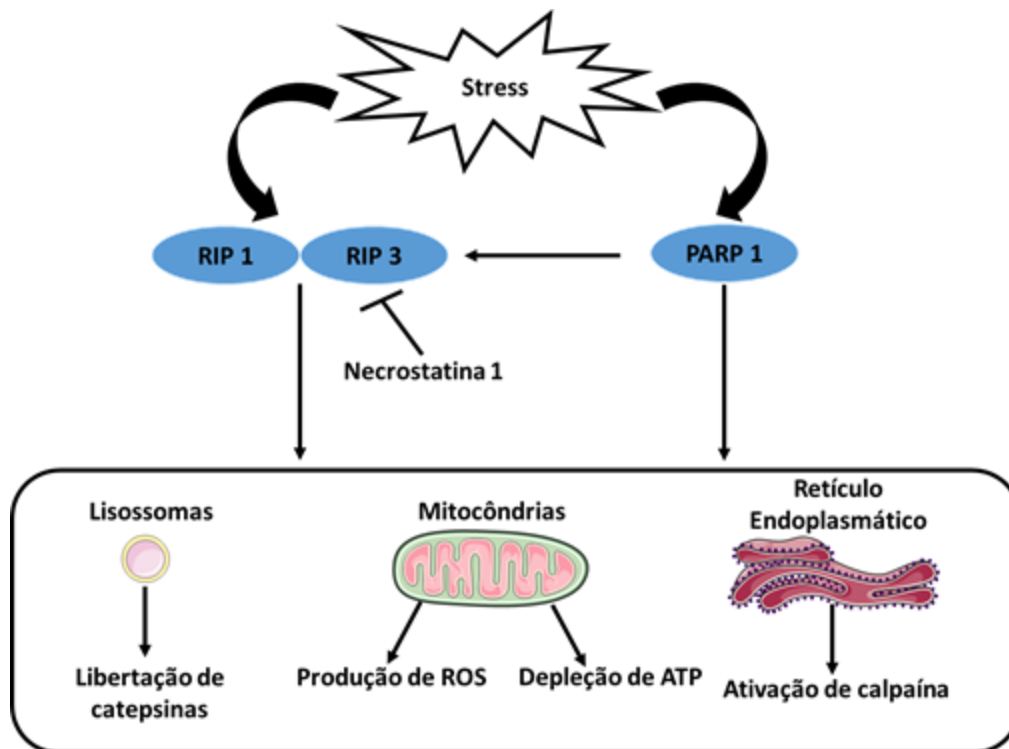 Stress
RIP 1
RIP 3
PARP 1
Necrostatina 1
Lisossomas
Mitocôndrias
Retículo
Endoplasmático
Libertação de
catepsinas
Produção de ROS
Depleção de ATP
Ativação de calpaína